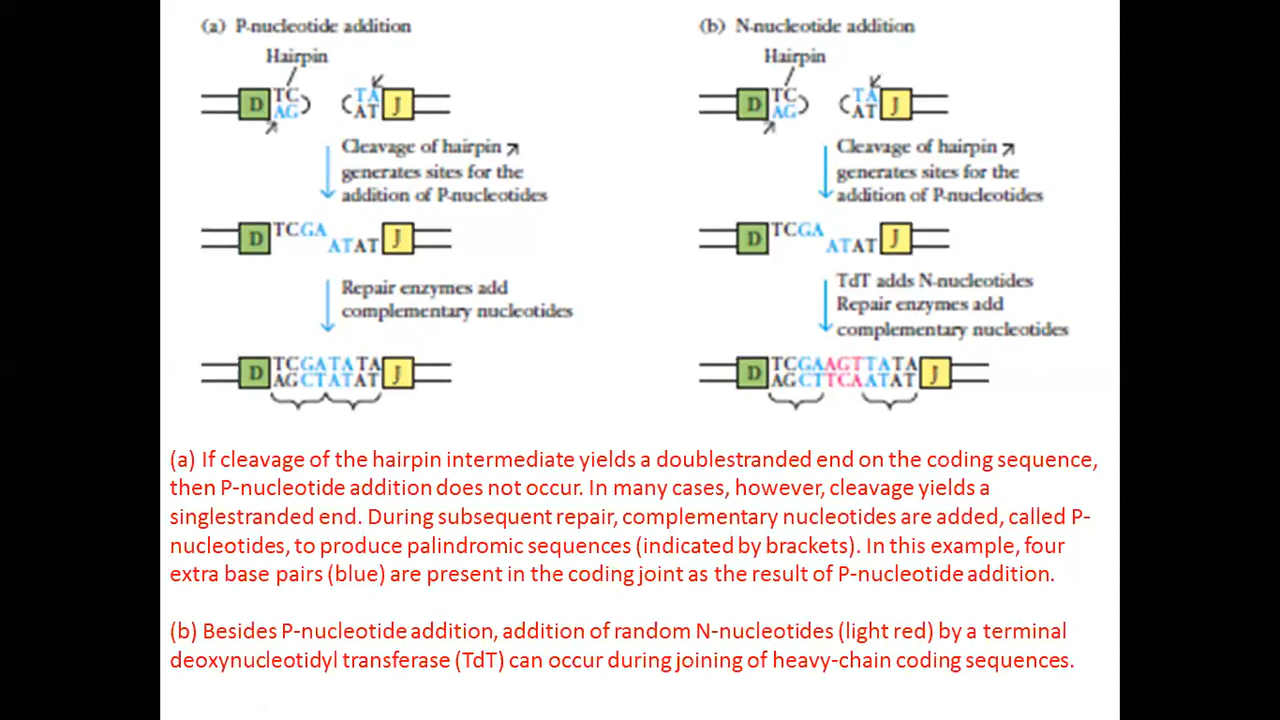 (a) P-nucleotide addition
Hairpin
D TC TA J
AG AT
Cleavage of hairpin
generates sites for the
addition of P-nucleotides
D TCGA ATAT J
Repair enzymes add
complementary nucleotides
D TCGATATA J
AGCTATAT
(b) N-nucleotide addition
Hairpin
D TC TA J
AG AT
Cleavage of hairpin
generates sites for the
addition of P-nucleotides
D TCGA ATAT J
TdT adds N-nucleotides
Repair enzymes add
complementary nucleotides
D TCGAAGTTATA J
AGCTTCAATAT
(a) If cleavage of the hairpin intermediate yields a doublestranded end on the coding sequence,
then P-nucleotide addition does not occur. In many cases, however, cleavage yields a
singlestranded end. During subsequent repair, complementary nucleotides are added, called P-
nucleotides, to produce palindromic sequences (indicated by brackets). In this example, four
extra base pairs (blue) are present in the coding joint as the result of P-nucleotide addition.
(b) Besides P-nucleotide addition, addition of random N-nucleotides (light red) by a terminal
deoxynucleotidyl transferase (TdT) can occur during joining of heavy-chain coding sequences.